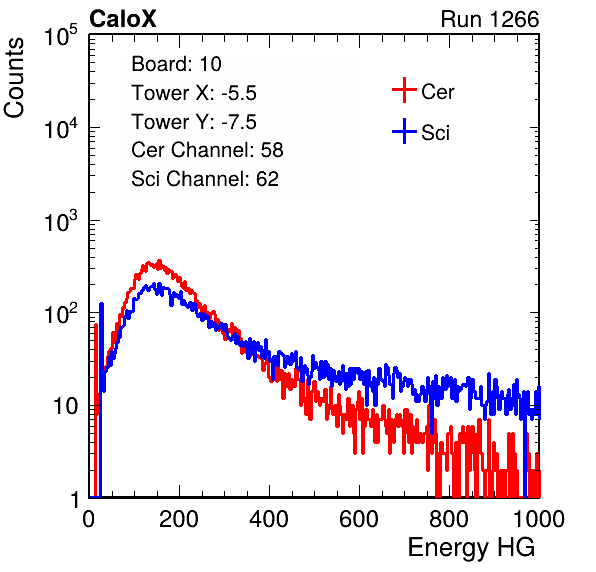 CaloX Run 1266
Counts
Board: 10
Tower X: -5.5
Tower Y: -7.5
Cer Channel: 58
Sci Channel: 62
Cer
Sci
10^5
10^4
10^3
10^2
10
1
0 200 400 600 800 1000
Energy HG